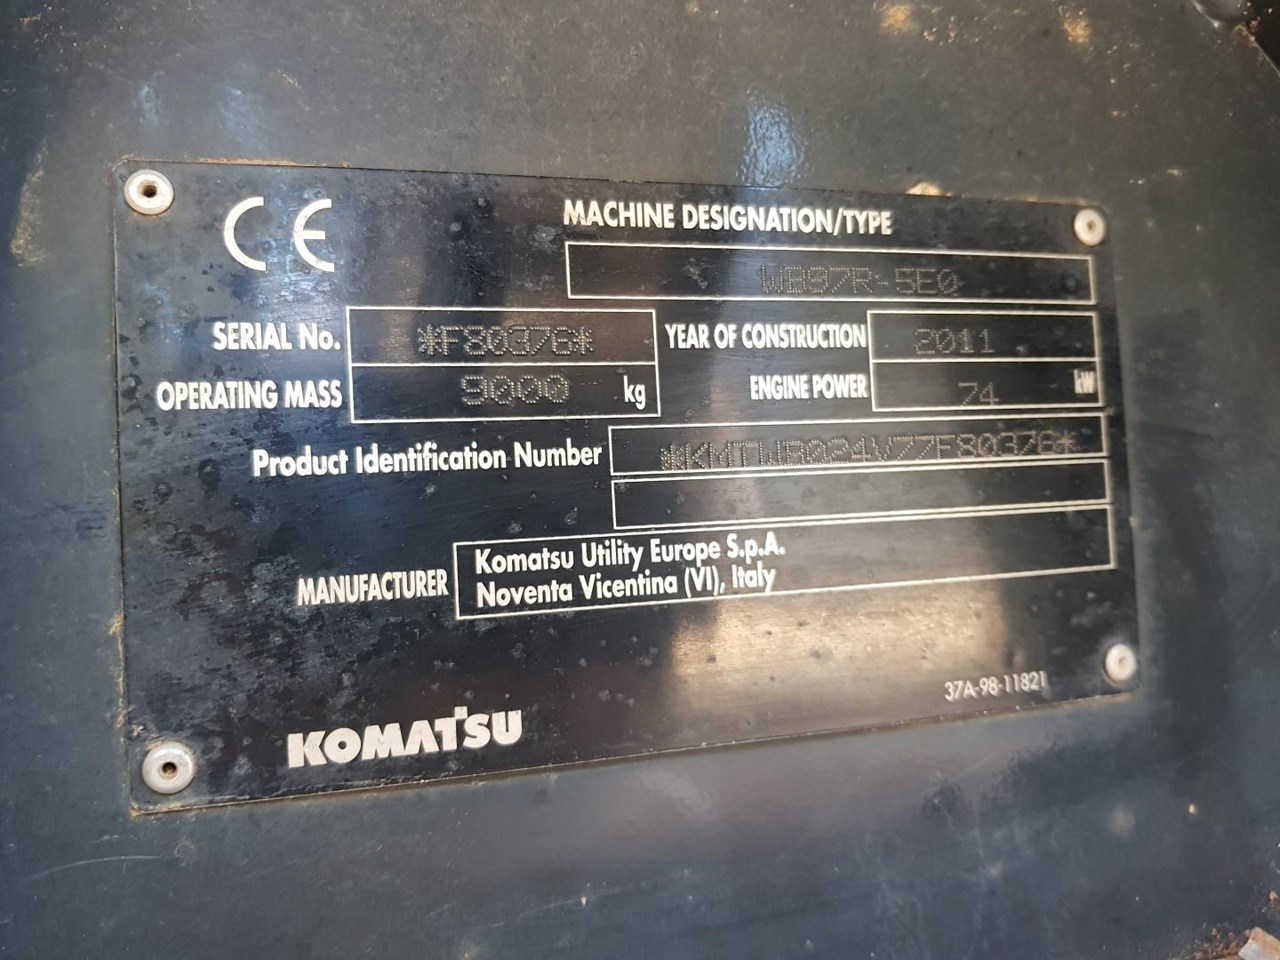 CE
MACHINE DESIGNATION/TYPE
WB97R-5E0
SERIAL No. *F80376* YEAR OF CONSTRUCTION 2011
OPERATING MASS 9000 kg ENGINE POWER 74 kW
Product Identification Number *KMTWB024V77F80376*
MANUFACTURER Komatsu Utility Europe S.p.A.
Noventa Vicentina (VI), Italy
37A-98-11821
KOMATSU